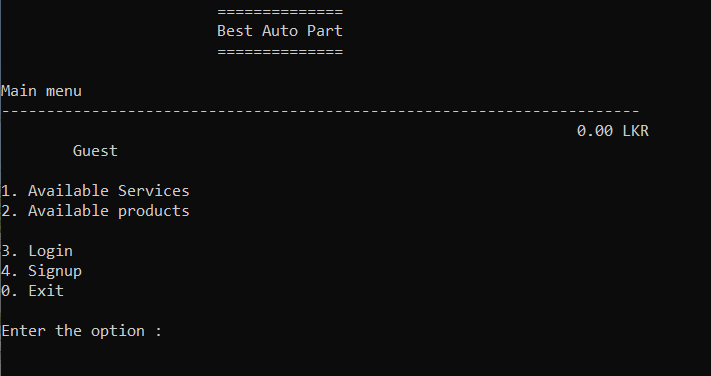 ==============
Best Auto Part
==============
Main menu
-----------------------------------------------------------------------
0.00 LKR
Guest
1. Available Services
2. Available products
3. Login
4. Signup
0. Exit
Enter the option :